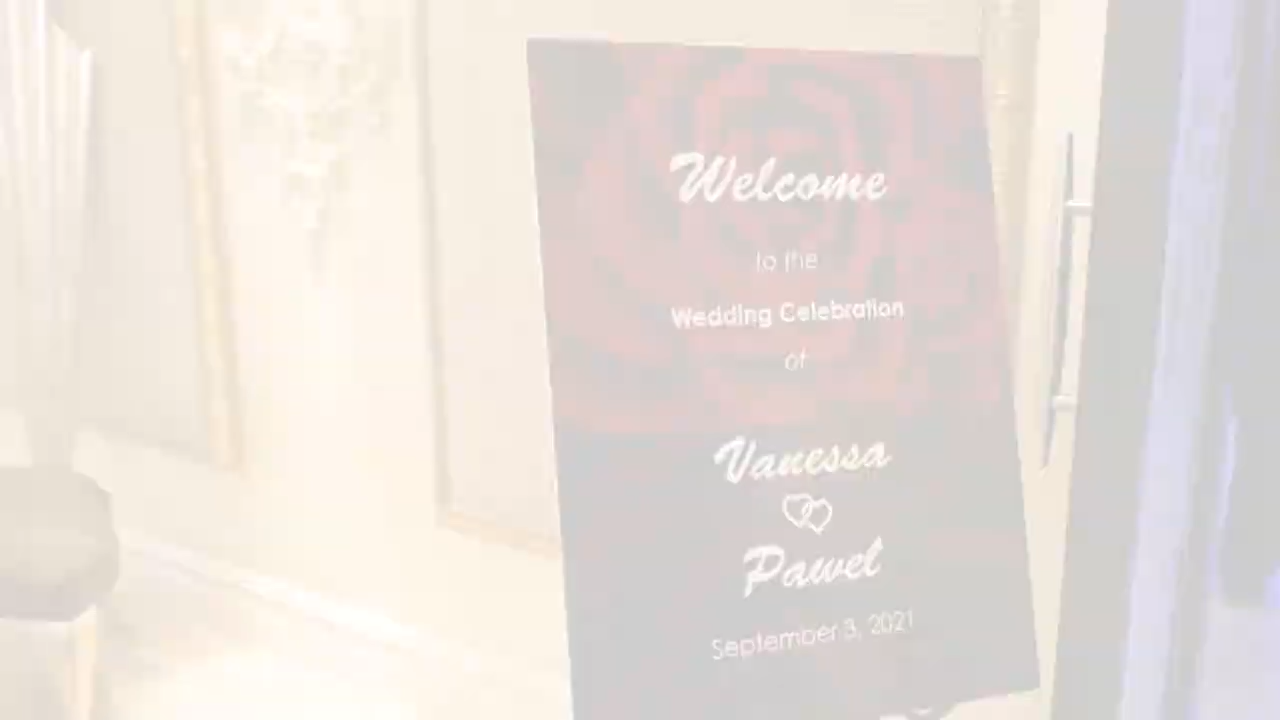 Welcome
to the
Wedding Celebration
of
Vanessa
Pawel
September 3, 2021